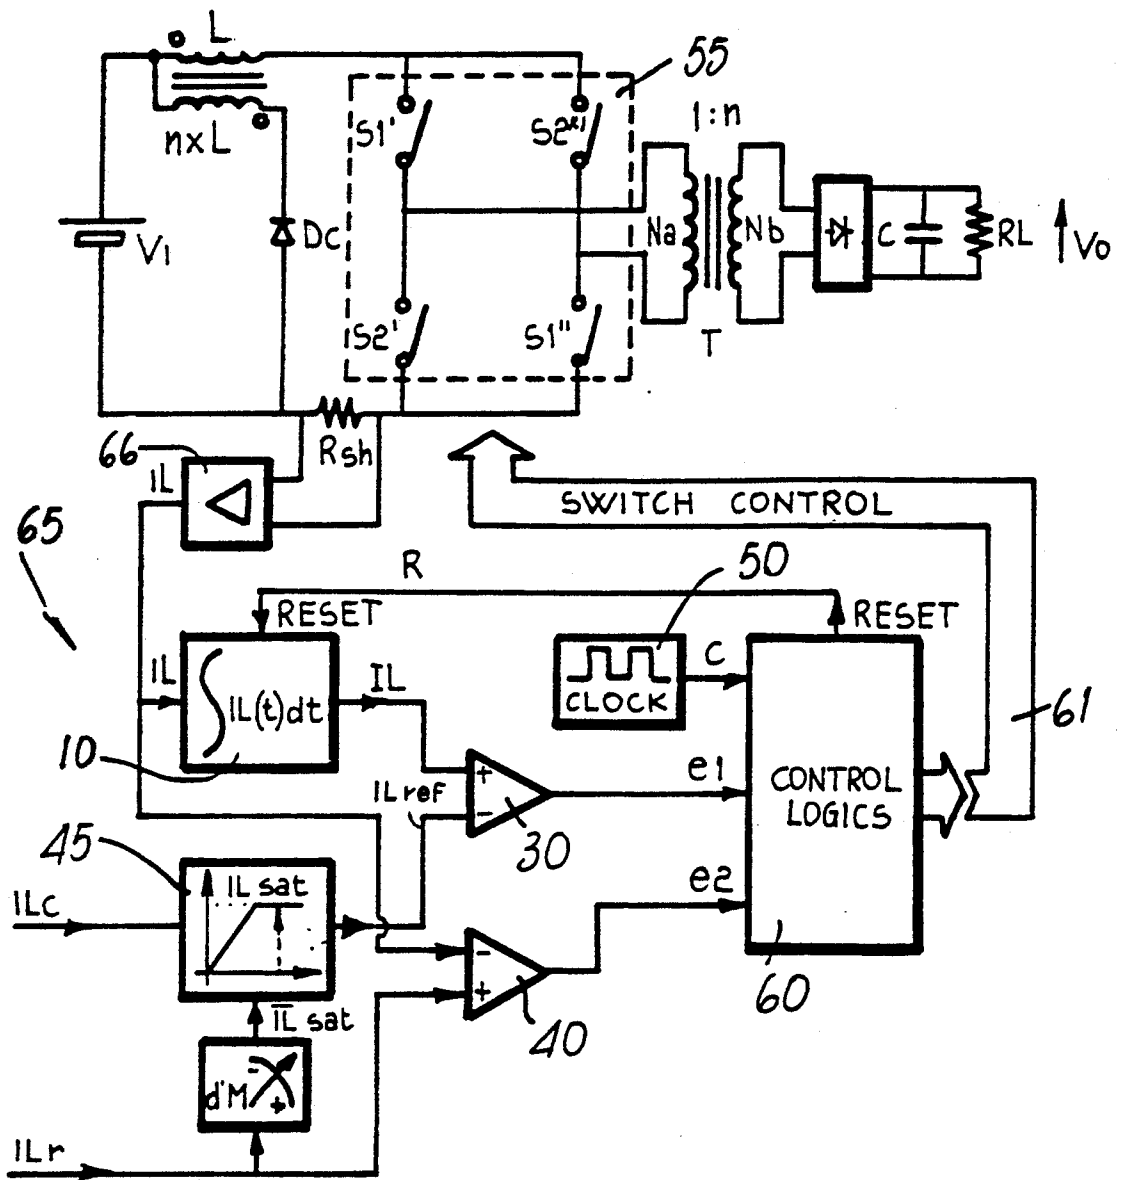 L
55
S1'
S2"
1:n
nxL
V1
Dc
Na
Nb
C
RL
Vo
S2'
S1"
T
66
IL
Rsh
SWITCH CONTROL
65
R
50
RESET
RESET
IL
IL
C
IL(t)dt
CLOCK
61
10
CONTROL
LOGICS
e1
ILref
+
-
30
45
e2
ILc
IL sat
-
+
60
40
IL sat
d'M
-
+
ILr